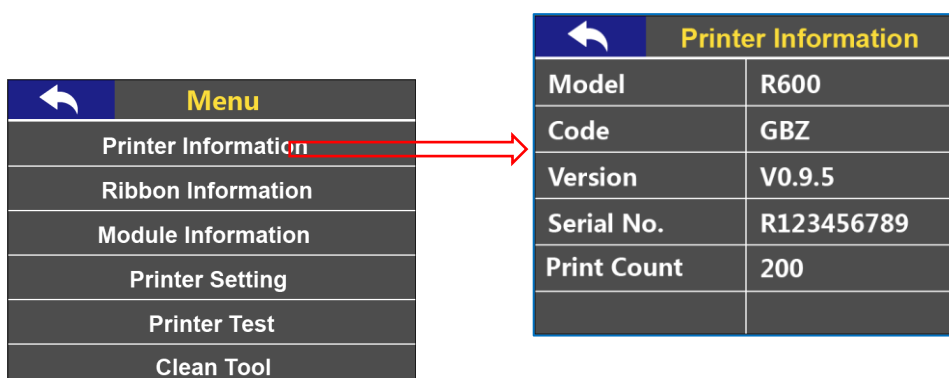 Menu
Printer Information
Ribbon Information
Module Information
Printer Setting
Printer Test
Clean Tool
Printer Information
Model R600
Code GBZ
Version V0.9.5
Serial No. R123456789
Print Count 200